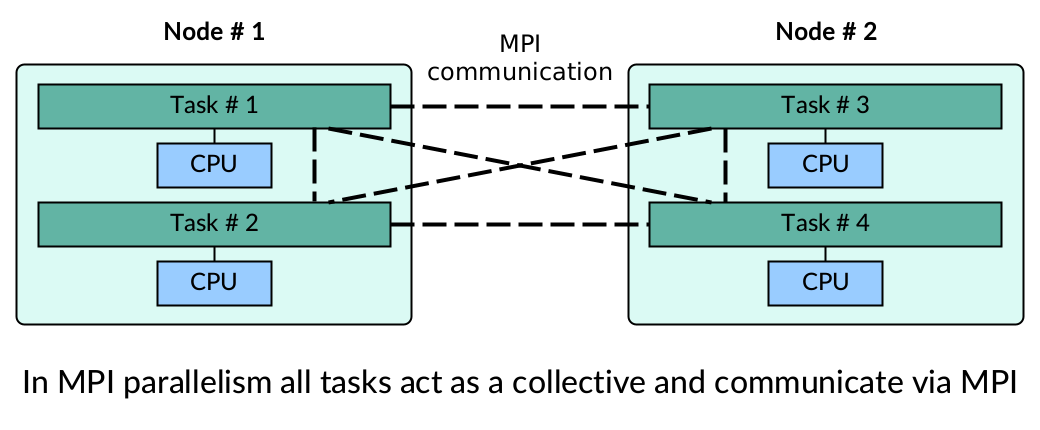 Node # 1
MPI
communication
Node # 2
Task # 1
CPU
Task # 2
CPU
Task # 3
CPU
Task # 4
CPU
In MPI parallelism all tasks act as a collective and communicate via MPI